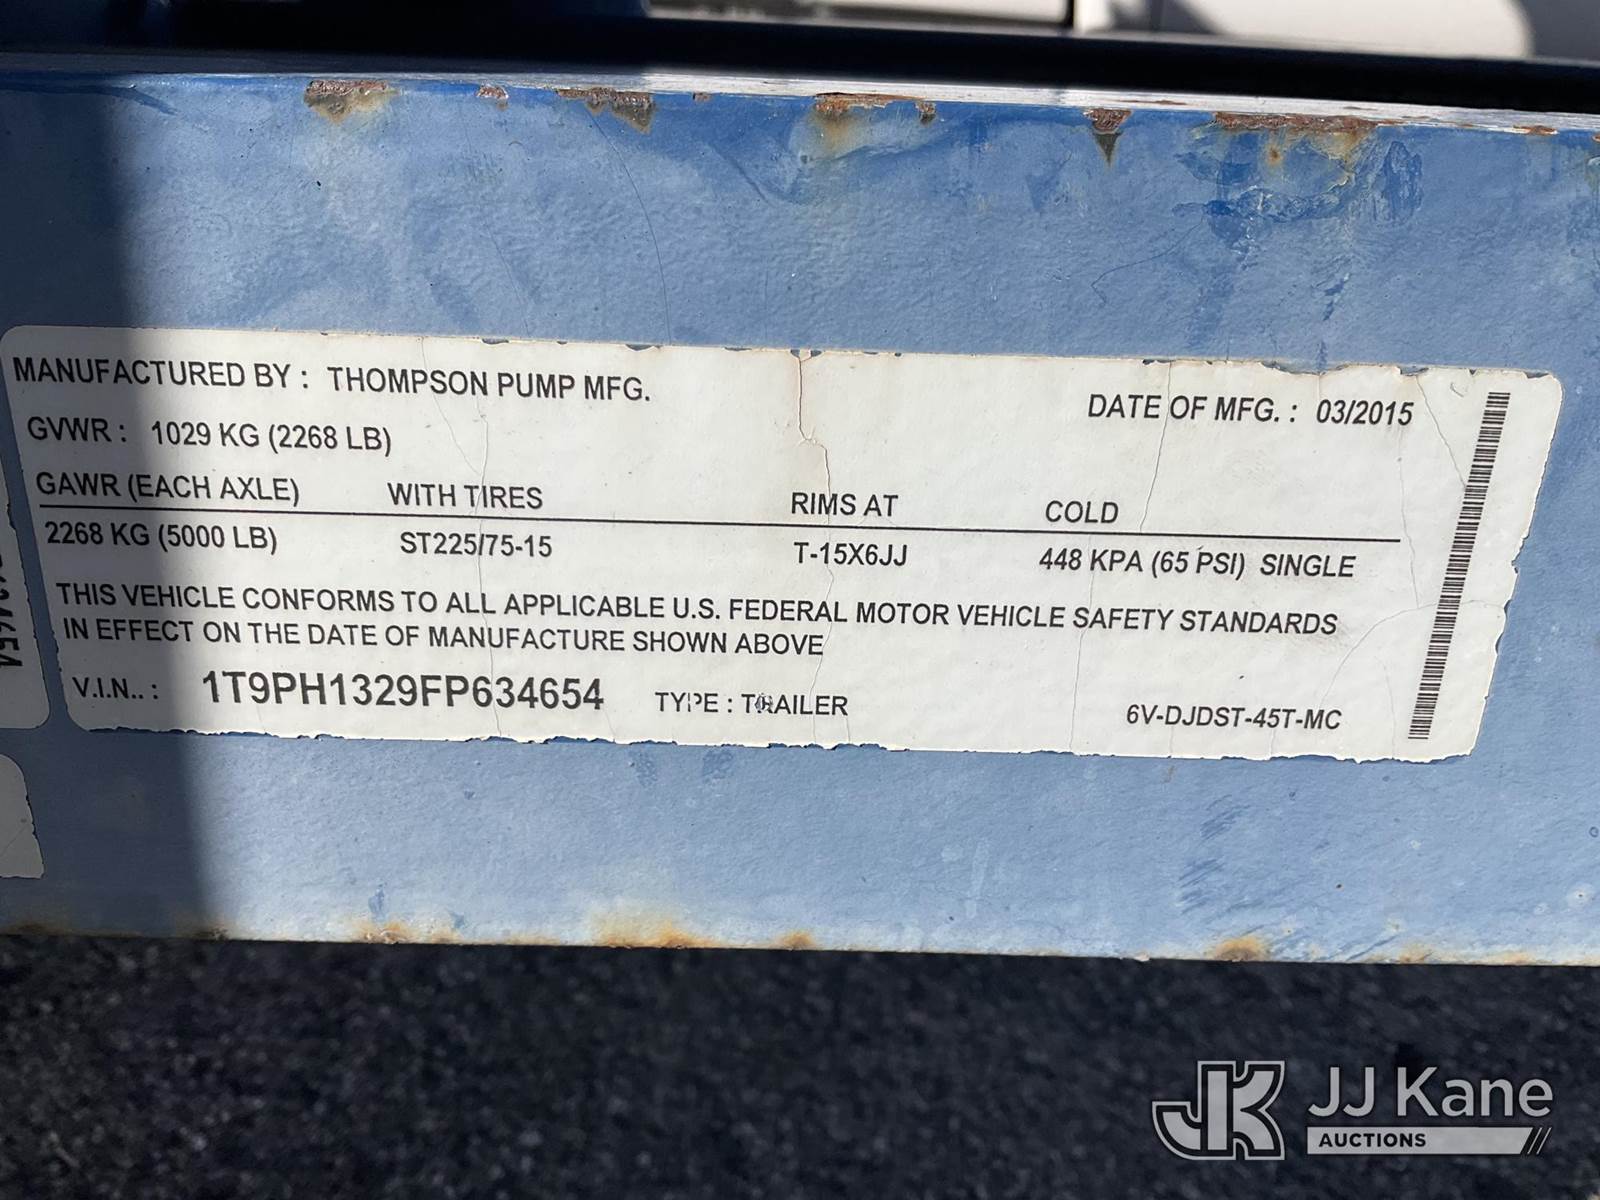 MANUFACTURED BY : THOMPSON PUMP MFG.
DATE OF MFG. : 03/2015
GVWR : 1029 KG (2268 LB)
GAWR (EACH AXLE) WITH TIRES RIMS AT COLD
2268 KG (5000 LB) ST225/75-15 T-15X6JJ 448 KPA (65 PSI) SINGLE
THIS VEHICLE CONFORMS TO ALL APPLICABLE U.S. FEDERAL MOTOR VEHICLE SAFETY STANDARDS
IN EFFECT ON THE DATE OF MANUFACTURE SHOWN ABOVE
V.I.N.. : 1T9PH1329FP634654 TYPE : TRAILER 6V-DJDST-45T-MC
JK JJ Kane
AUCTIONS